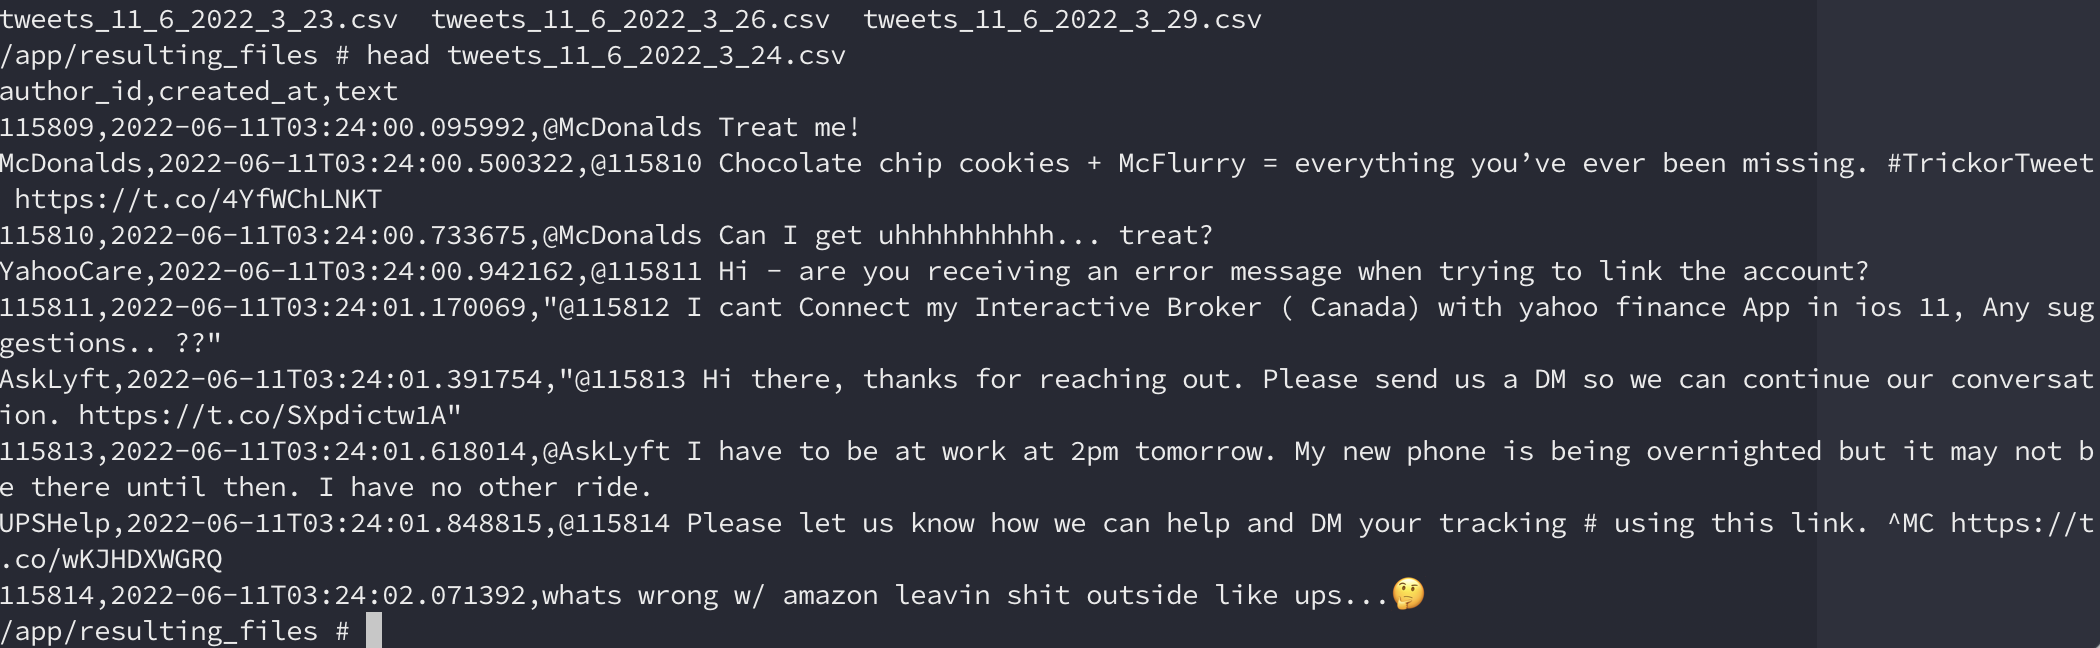 tweets_11_6_2022_3_23.csv  tweets_11_6_2022_3_26.csv  tweets_11_6_2022_3_29.csv
/app/resulting_files # head tweets_11_6_2022_3_24.csv
author_id,created_at,text
115809,2022-06-11T03:24:00.095992,@McDonalds Treat me!
McDonalds,2022-06-11T03:24:00.500322,@115810 Chocolate chip cookies + McFlurry = everything you’ve ever been missing. #TrickorTweet
 https://t.co/4YfWChLNKT
115810,2022-06-11T03:24:00.733675,@McDonalds Can I get uhhhhhhhhhh... treat?
YahooCare,2022-06-11T03:24:00.942162,@115811 Hi – are you receiving an error message when trying to link the account?
115811,2022-06-11T03:24:01.170069,"@115812 I cant Connect my Interactive Broker ( Canada) with yahoo finance App in ios 11, Any sug
gestions.. ??"
AskLyft,2022-06-11T03:24:01.391754,"@115813 Hi there, thanks for reaching out. Please send us a DM so we can continue our conversat
ion. https://t.co/SXpdictw1A"
115813,2022-06-11T03:24:01.618014,@AskLyft I have to be at work at 2pm tomorrow. My new phone is being overnighted but it may not b
e there until then. I have no other ride.
UPSHelp,2022-06-11T03:24:01.848815,@115814 Please let us know how we can help and DM your tracking # using this link. ^MC https://t
.co/wKJHDXWGRQ
115814,2022-06-11T03:24:02.071392,whats wrong w/ amazon leavin shit outside like ups...🤔
/app/resulting_files #